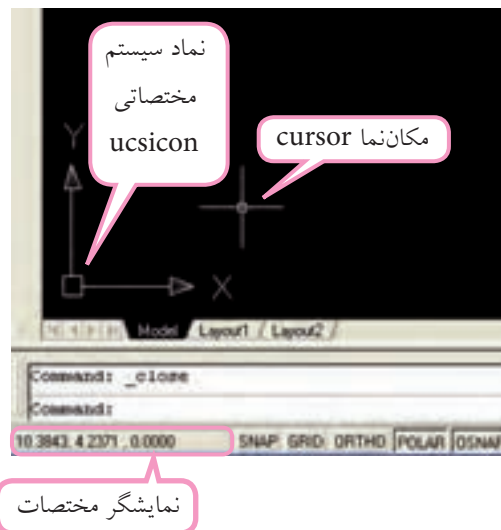 نماد سیستم
مختصاتی
ucsicon
مکان‌نما cursor
Y
X
Model / Layout1 / Layout2 /
Command: _close
Command:
10.3843, 4.2371 , 0.0000 SNAP GRID ORTHO POLAR OSNAP
نمایشگر مختصات